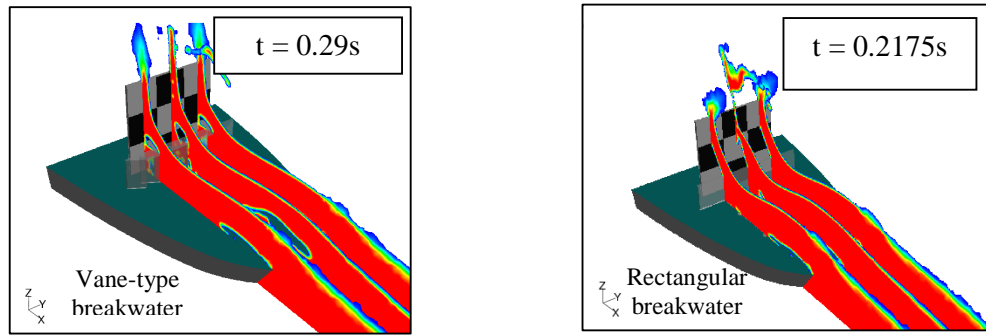 t = 0.29s
Vane-type
breakwater
Z
Y
X
t = 0.2175s
Rectangular
breakwater
Z
Y
X